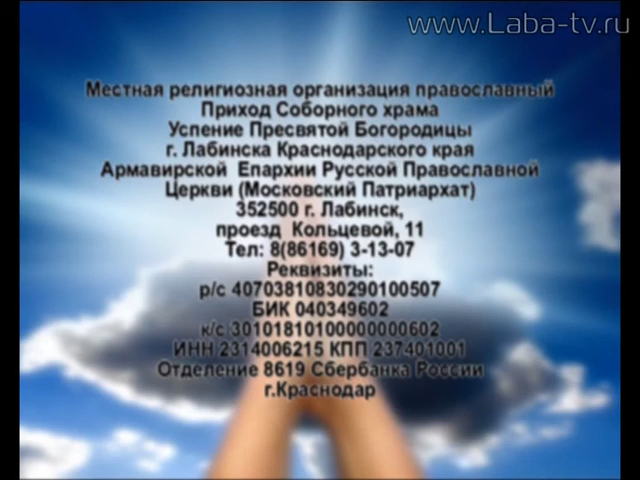 www.Laba-tv.ru
Местная религиозная организация православный
Приход Соборного храма
Успение Пресвятой Богородицы
г. Лабинска Краснодарского края
Армавирской Епархии Русской Православной
Церкви (Московский Патриархат)
352500 г. Лабинск,
проезд Кольцевой, 11
Тел: 8(86169) 3-13-07
Реквизиты:
р/с 40703810830290100507
БИК 040349602
к/с 30101810100000000602
ИНН 2314006215 КПП 237401001
Отделение 8619 Сбербанка России
г.Краснодар